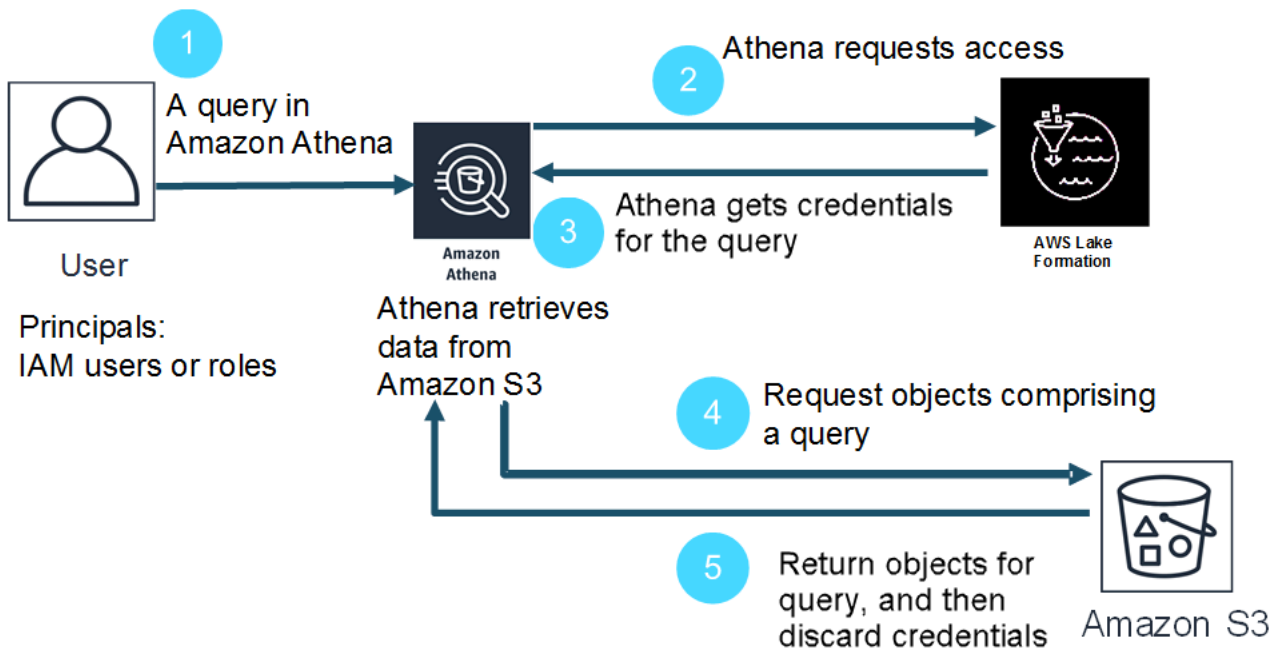 1
A query in
Amazon Athena
User
Principals:
IAM users or roles
Amazon
Athena
2
Athena requests access
3
Athena gets credentials
for the query
AWS Lake
Formation
Athena retrieves
data from
Amazon S3
4
Request objects comprising
a query
5
Return objects for
query, and then
discard credentials
Amazon S3